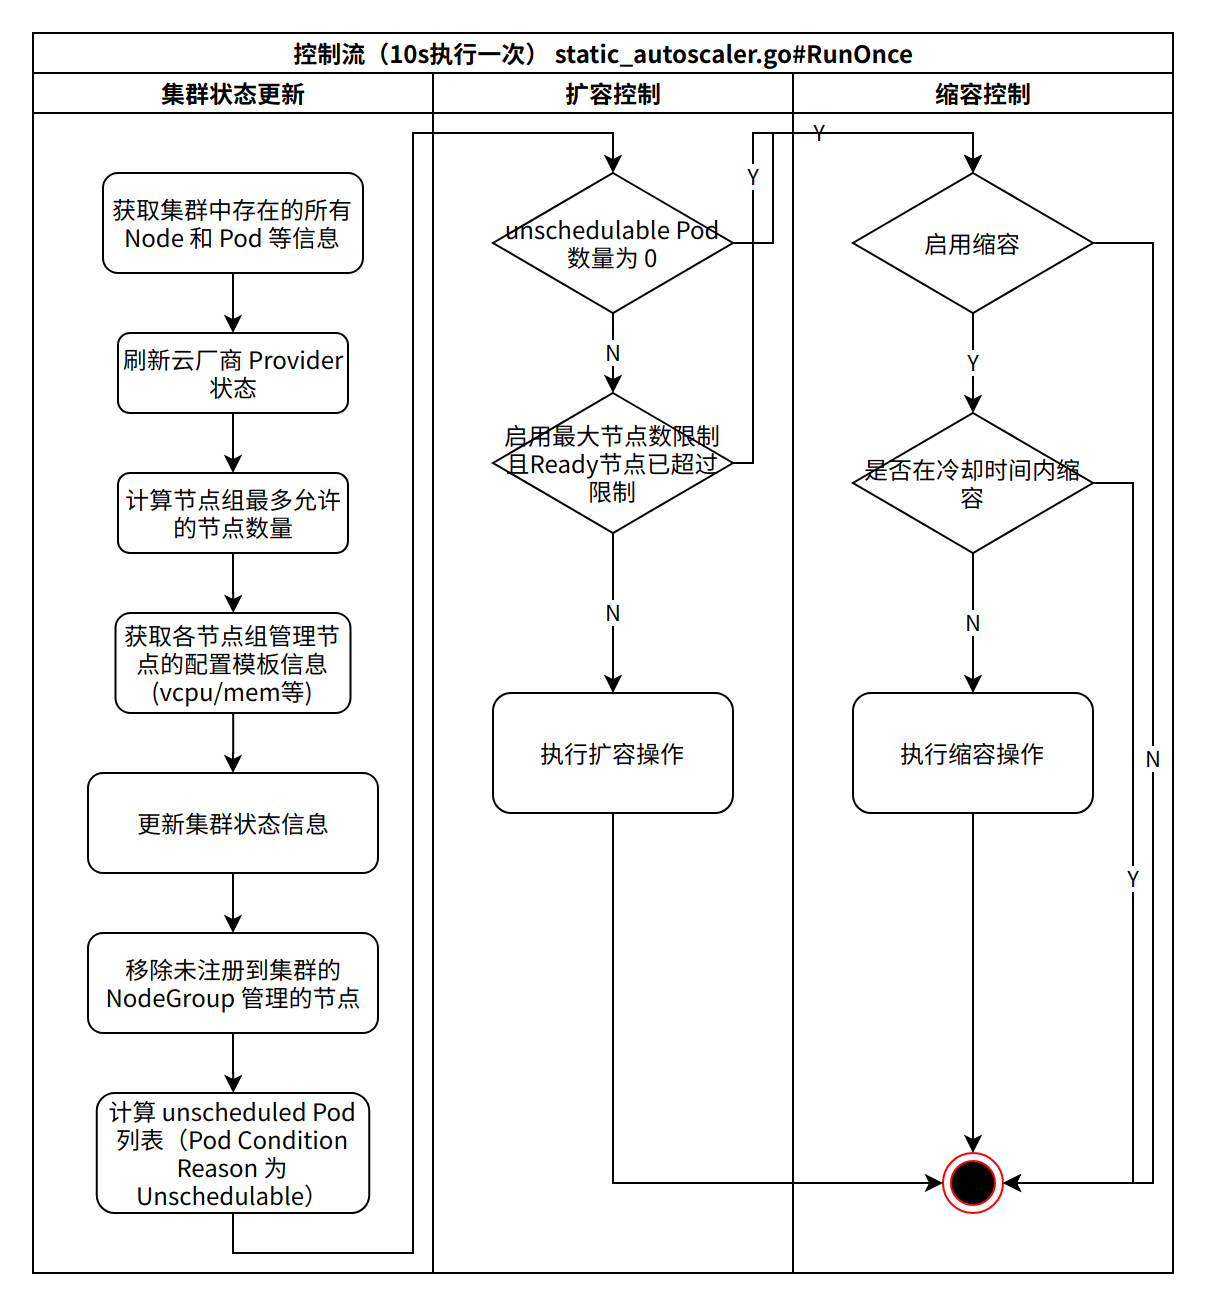 控制流（10s执行一次） static_autoscaler.go#RunOnce
集群状态更新
扩容控制
缩容控制
获取集群中存在的所有
Node 和 Pod 等信息
刷新云厂商 Provider
状态
计算节点组最多允许
的节点数量
获取各节点组管理节
点的配置模板信息
(vcpu/mem等)
更新集群状态信息
移除未注册到集群的
NodeGroup 管理的节点
计算 unscheduled Pod
列表（Pod Condition
Reason 为
Unschedulable）
unschedulable Pod
数量为 0
Y
N
启用最大节点数限制
且Ready节点已超过
限制
Y
N
执行扩容操作
启用缩容
Y
N
是否在冷却时间内缩
容
N
Y
执行缩容操作